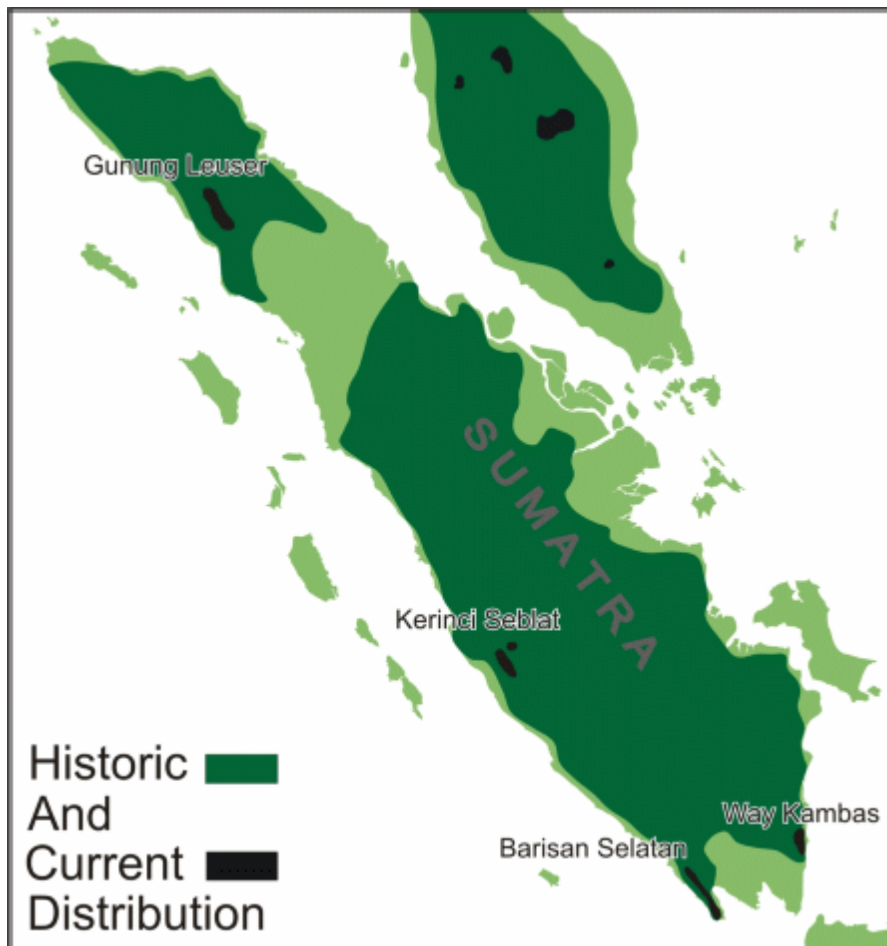 Gunung Leuser
SUMATRA
Kerinci Seblat
Way Kambas
Barisan Selatan
Historic
And
Current
Distribution